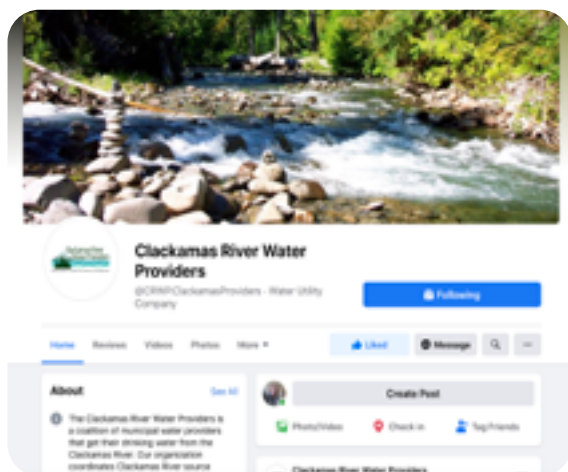 Clackamas River Water
Providers
@CRWPClackamasProviders · Water Utility
Company
Following
Home Reviews Videos Photos More
Liked Message
About See All
Create Post
The Clackamas River Water Providers is
a coalition of municipal water providers
that get their drinking water from the
Clackamas River. Our organization
coordinates Clackamas River source
Photo/Video Check in Tag Friends
Clackamas River Water Providers